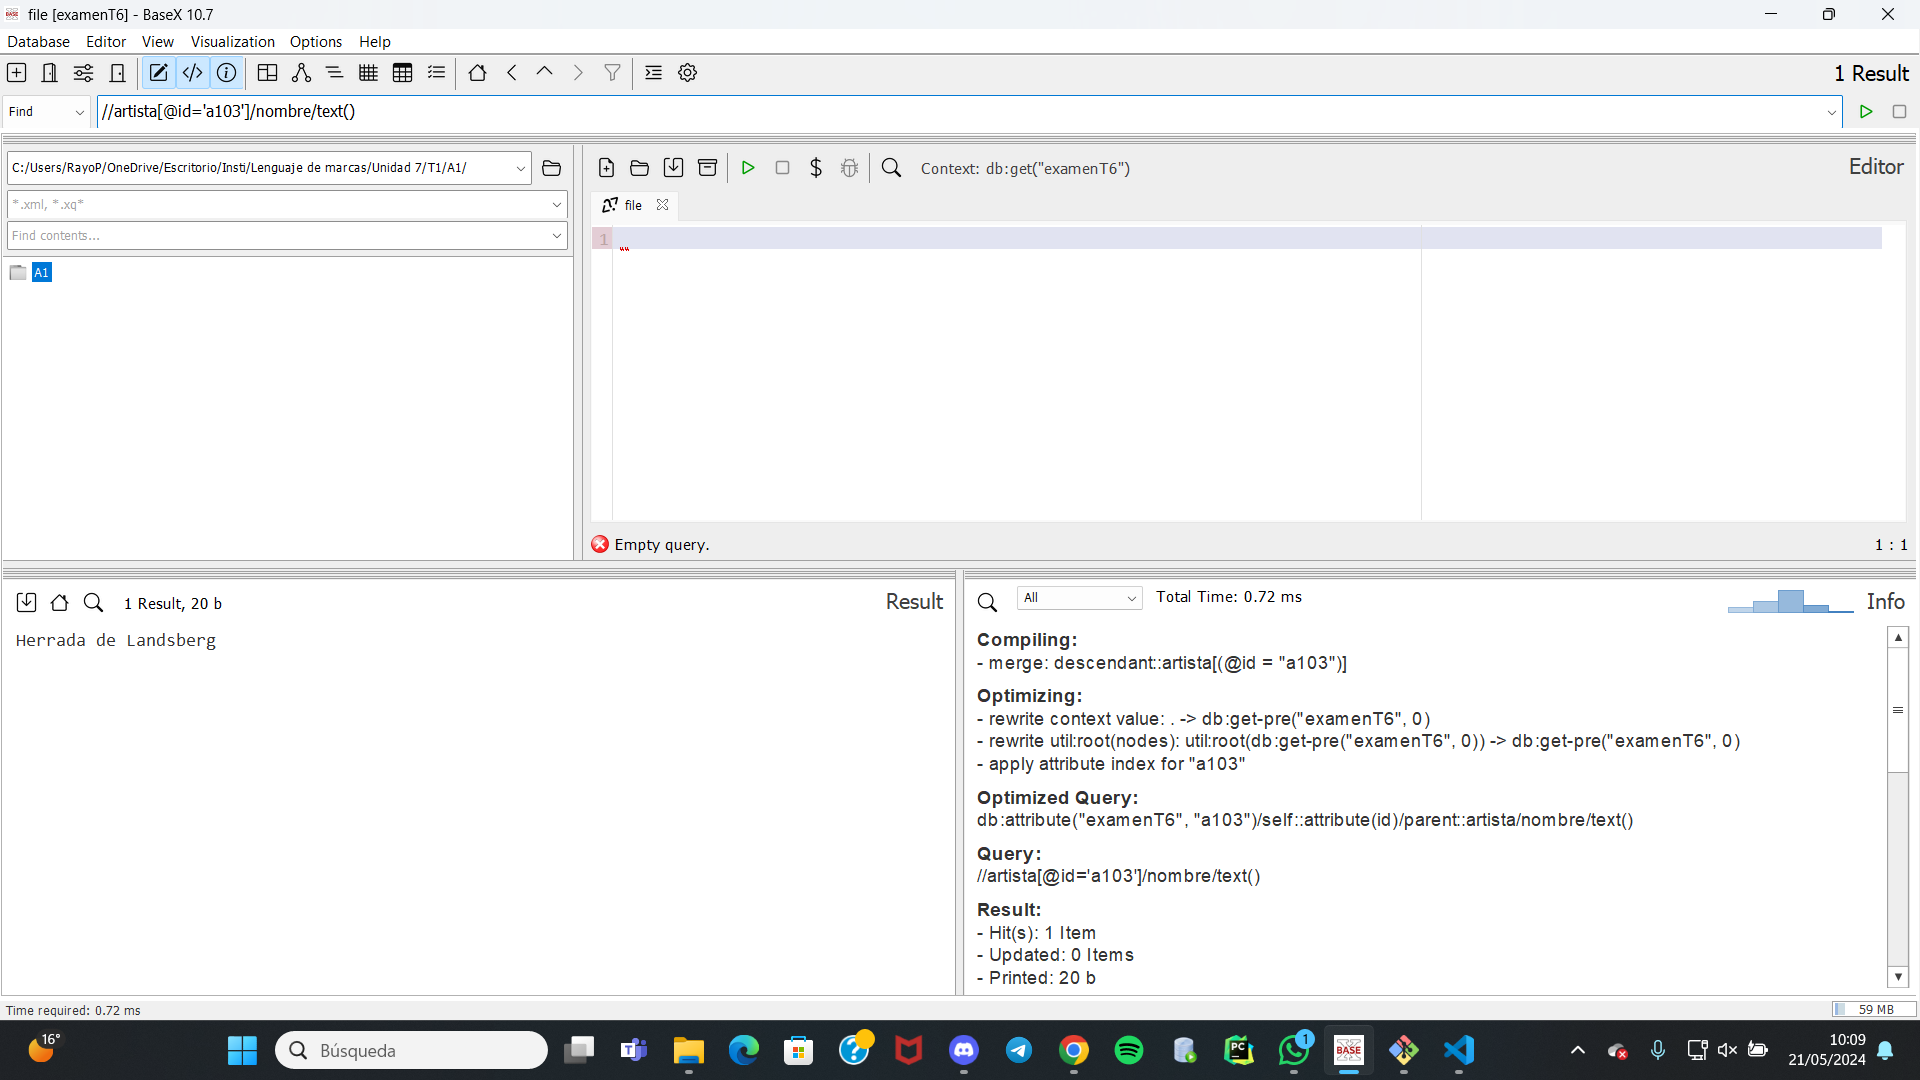 file [examenT6] - BaseX 10.7
Database Editor View Visualization Options Help
1 Result
Find
//artista[@id='a103']/nombre/text()
C:/Users/RayoP/OneDrive/Escritorio/Insti/Lenguaje de marcas/Unidad 7/T1/A1/
*.xml, *.xq*
Find contents...
A1
Context: db:get("examenT6")
Editor
file
1
Empty query.
1 : 1
1 Result, 20 b
Result
Herrada de Landsberg
All
Total Time: 0.72 ms
Info
Compiling:
- merge: descendant::artista[(@id = "a103")]
Optimizing:
- rewrite context value: . -> db:get-pre("examenT6", 0)
- rewrite util:root(nodes): util:root(db:get-pre("examenT6", 0)) -> db:get-pre("examenT6", 0)
- apply attribute index for "a103"
Optimized Query:
db:attribute("examenT6", "a103")/self::attribute(id)/parent::artista/nombre/text()
Query:
//artista[@id='a103']/nombre/text()
Result:
- Hit(s): 1 Item
- Updated: 0 Items
- Printed: 20 b
Time required: 0.72 ms
59 MB
16°
Búsqueda
PC
1
BASE
10:09
21/05/2024